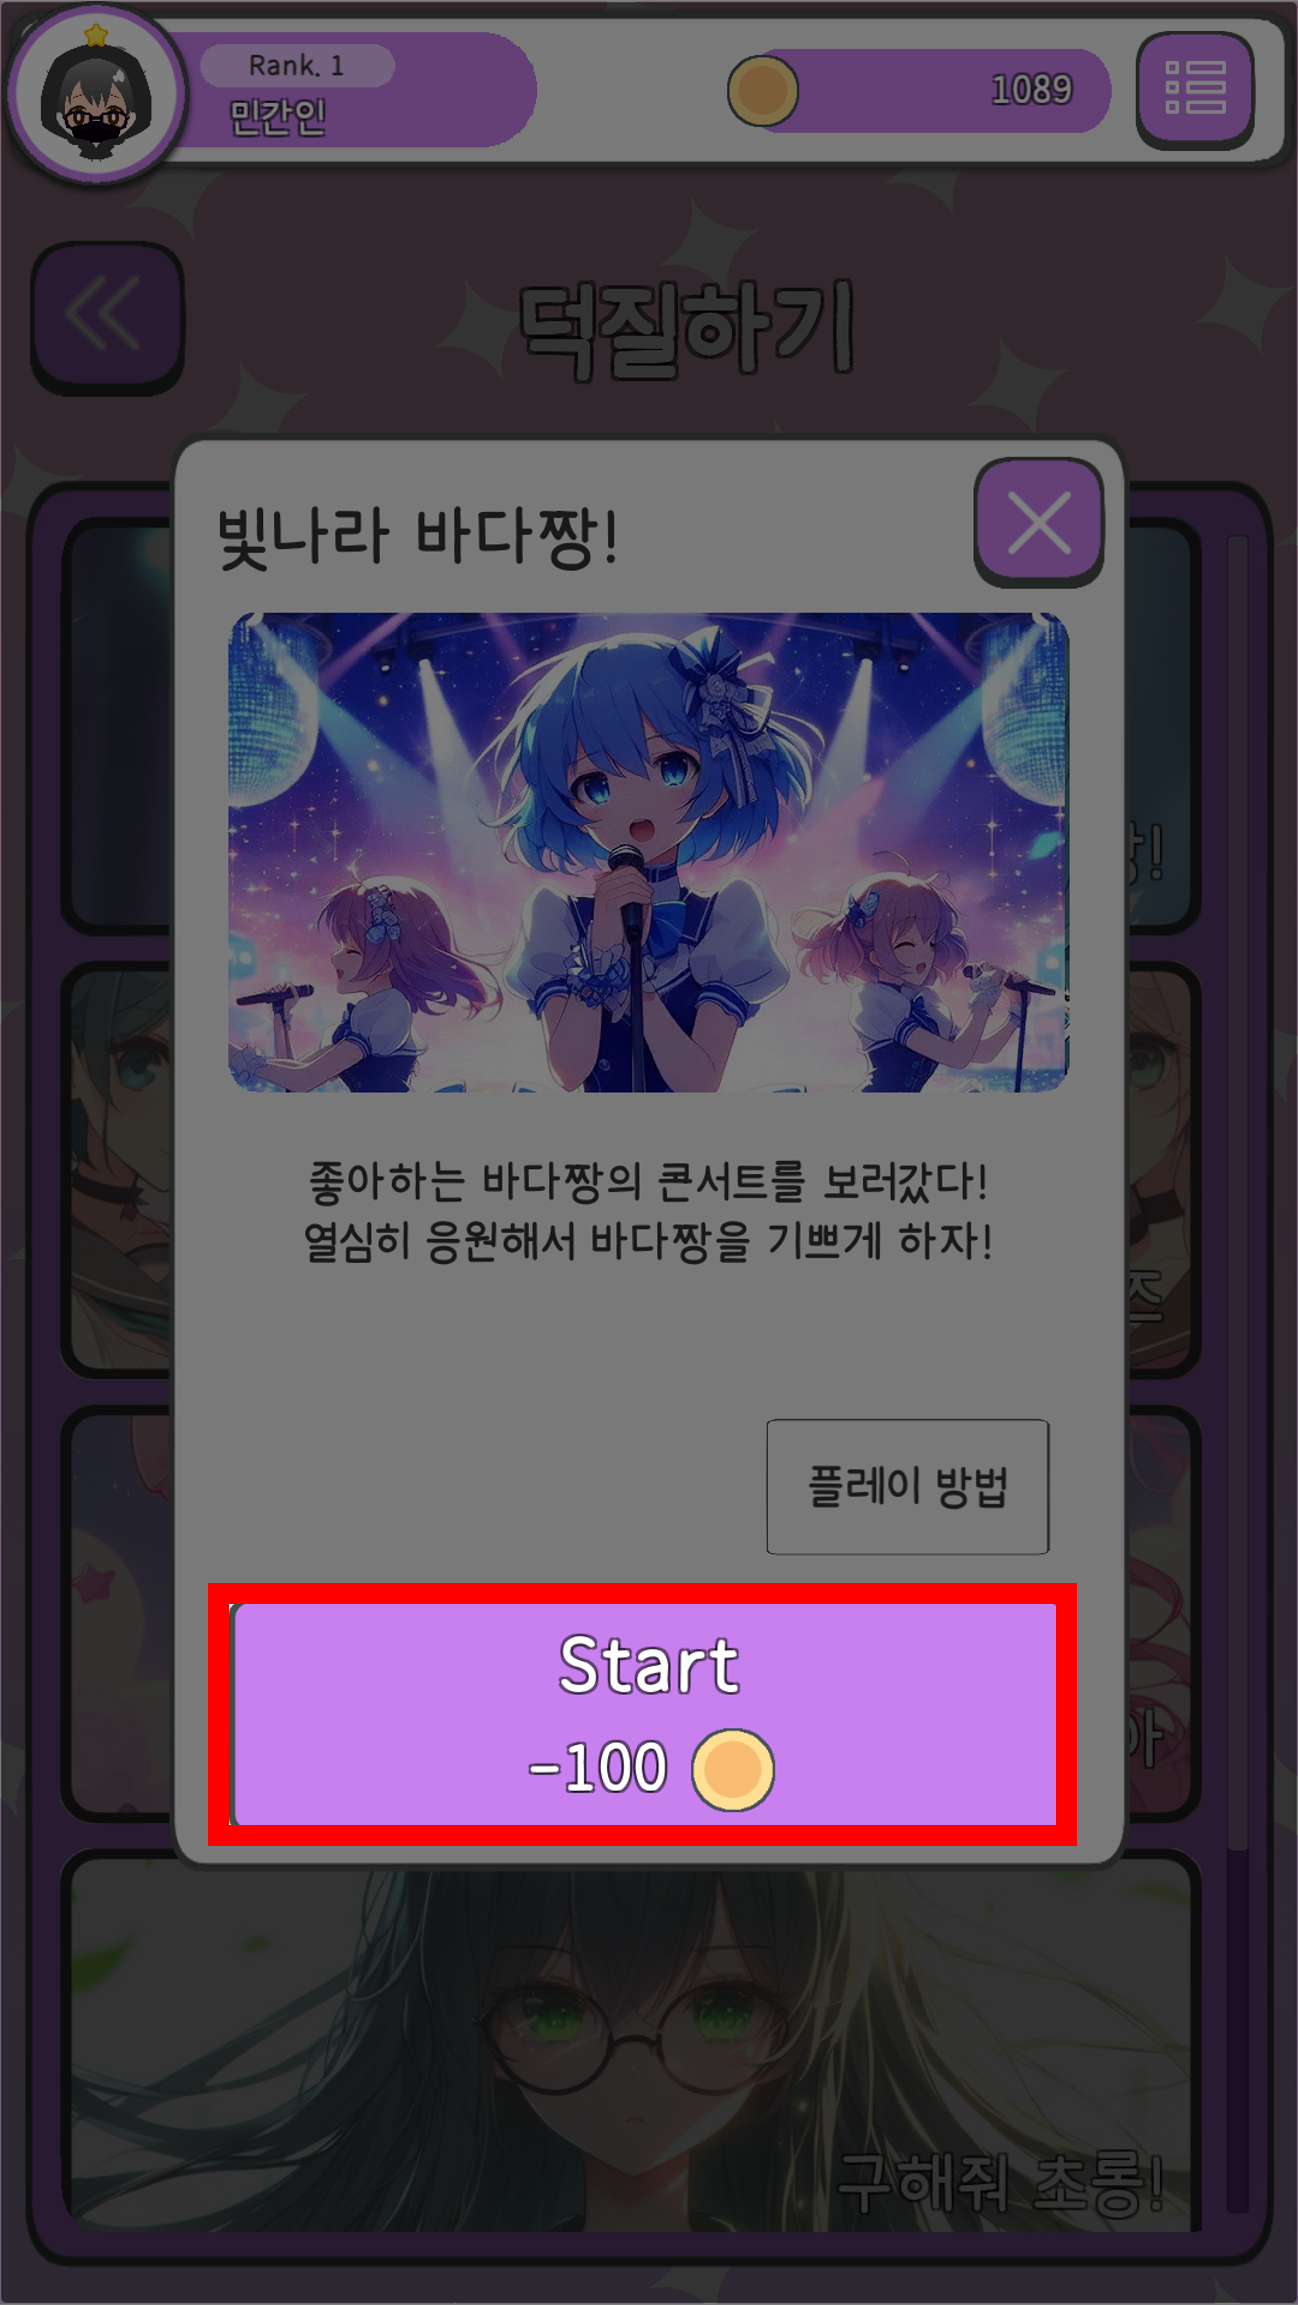 Rank. 1
민간인
1089
덕질하기
빛나라 바다짱!
좋아하는 바다짱의 콘서트를 보러갔다!
열심히 응원해서 바다짱을 기쁘게 하자!
플레이 방법
Start
-100
구해줘 초롱!